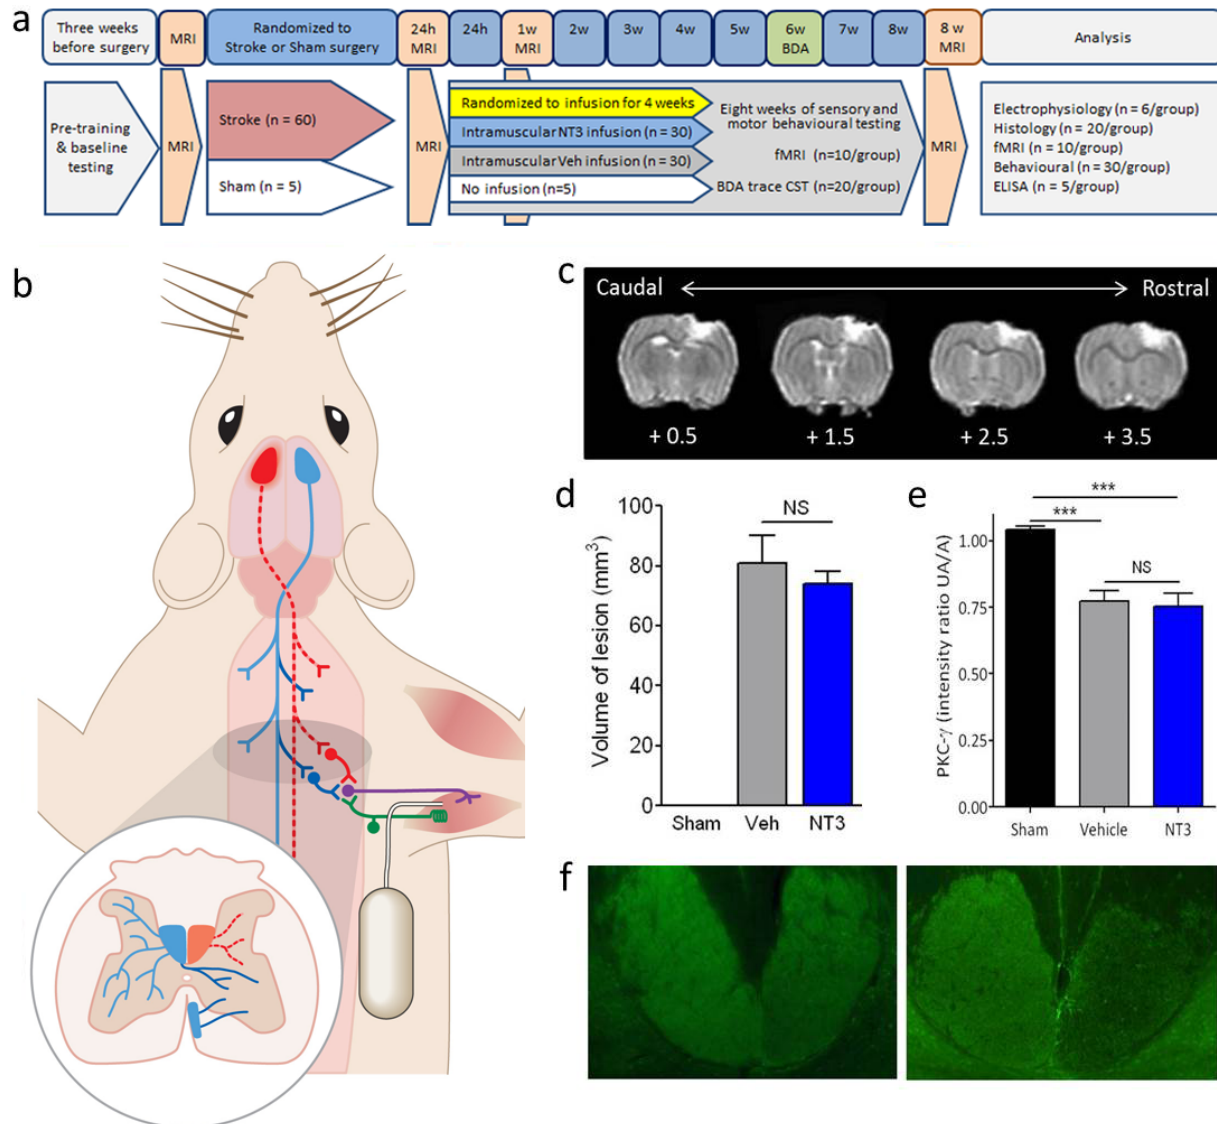 a
Three weeks
before surgery
MRI
Randomized to
Stroke or Sham surgery
24h
MRI
24h
1w
MRI
2w
3w
4w
5w
6w
BDA
7w
8w
8 w
MRI
Analysis
Pre-training
& baseline
testing
MRI
Stroke (n = 60)
Sham (n = 5)
MRI
Randomized to infusion for 4 weeks
Intramuscular NT3 infusion (n = 30)
Intramuscular Veh infusion (n = 30)
No infusion (n=5)
Eight weeks of sensory and
motor behavioural testing
fMRI (n=10/group)
BDA trace CST (n=20/group)
MRI
Electrophysiology (n = 6/group)
Histology (n = 20/group)
fMRI (n = 10/group)
Behavioural (n = 30/group)
ELISA (n = 5/group)
b
c
Caudal
Rostral
+ 0.5
+ 1.5
+ 2.5
+ 3.5
d
Volume of lesion (mm³)
100
80
60
40
20
0
NS
Sham
Veh
NT3
e
PKC-γ (intensity ratio UA/A)
1.00
0.75
0.50
0.25
0.00
***
***
NS
Sham
Vehicle
NT3
f